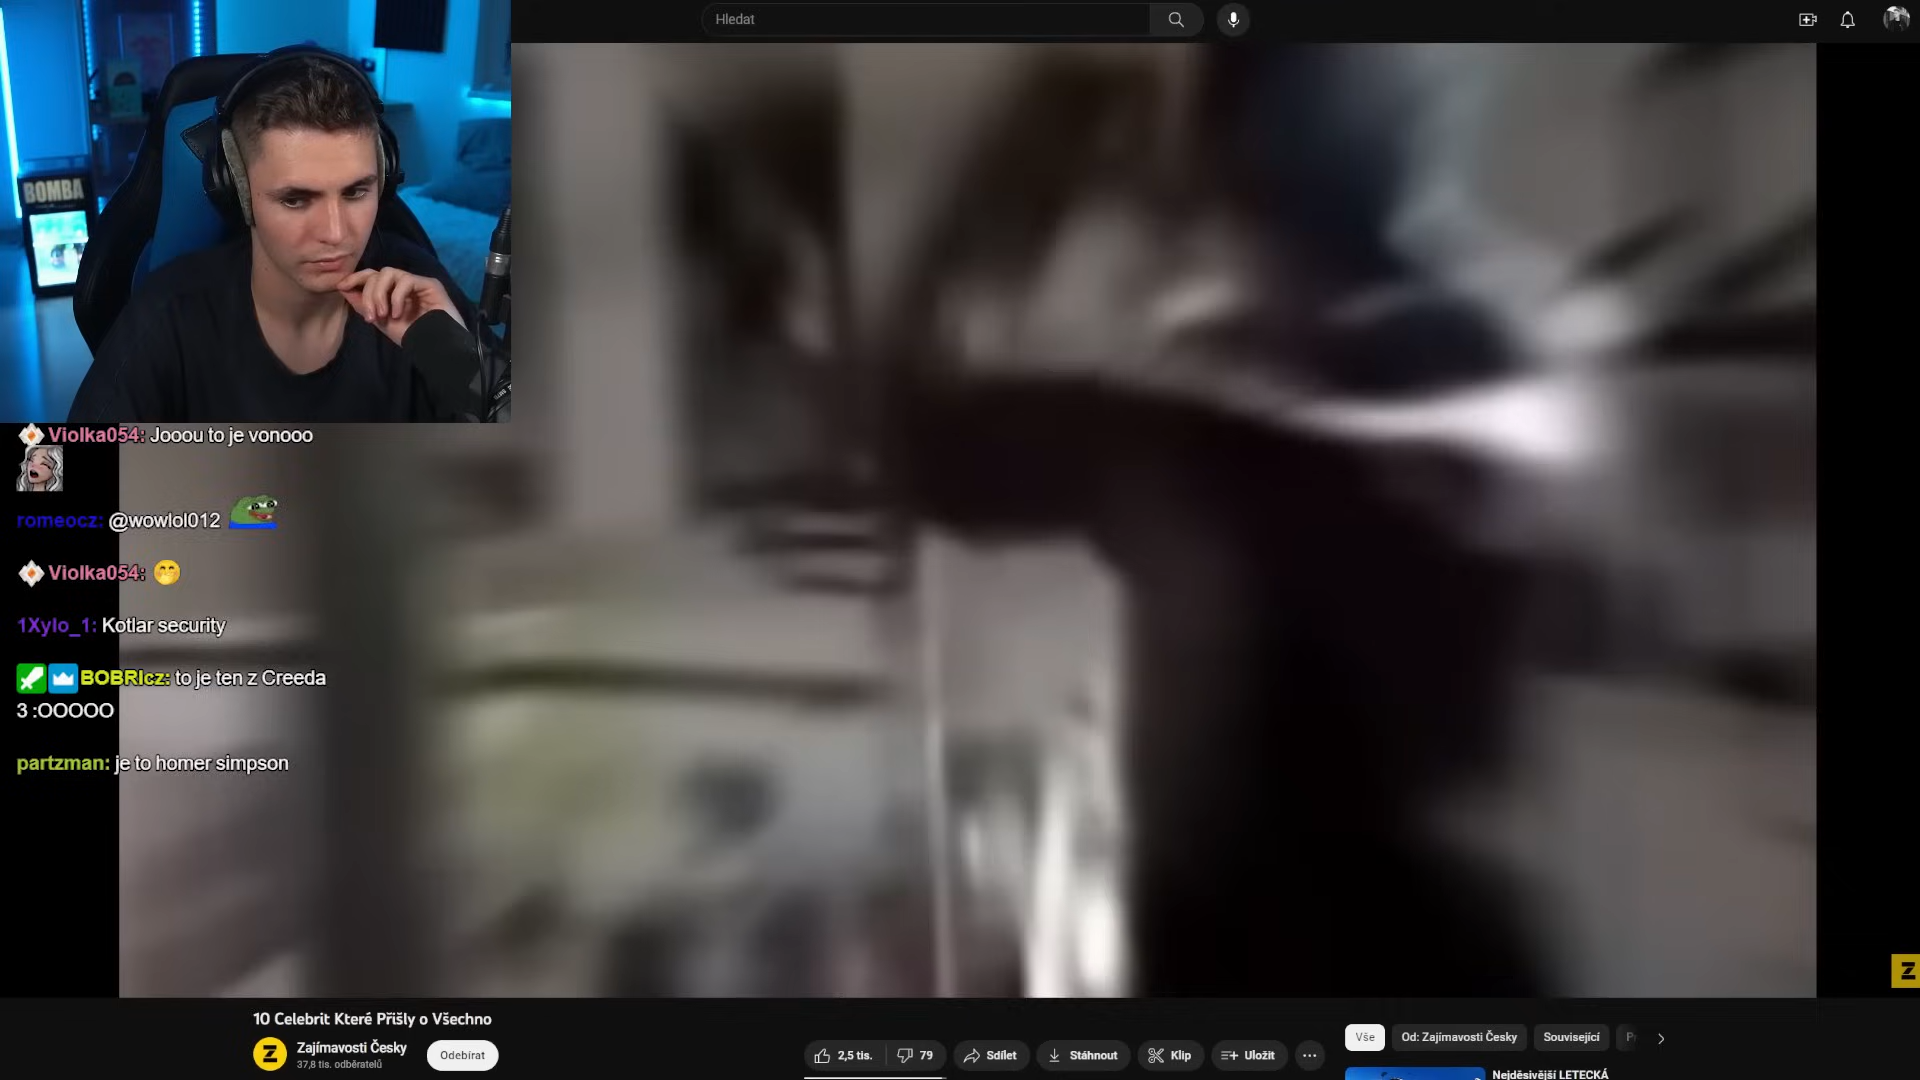 Hledat
BOMBA
Violka054: Jooou to je vonooo
romeocz: @wowlol012
Violka054:
1Xylo_1: Kotlar security
BOBRIcz: to je ten z Creeda
3 :OOOOO
partzman: je to homer simpson
Z
10 Celebrit Které Přišly o Všechno
Z
Zajímavosti Česky
37,8 tis. odběratelů
Odebírat
2,5 tis.
79
Sdílet
Stáhnout
Klip
Uložit
Vše
Od: Zajímavosti Česky
Související
Nejděsivější LETECKÁ